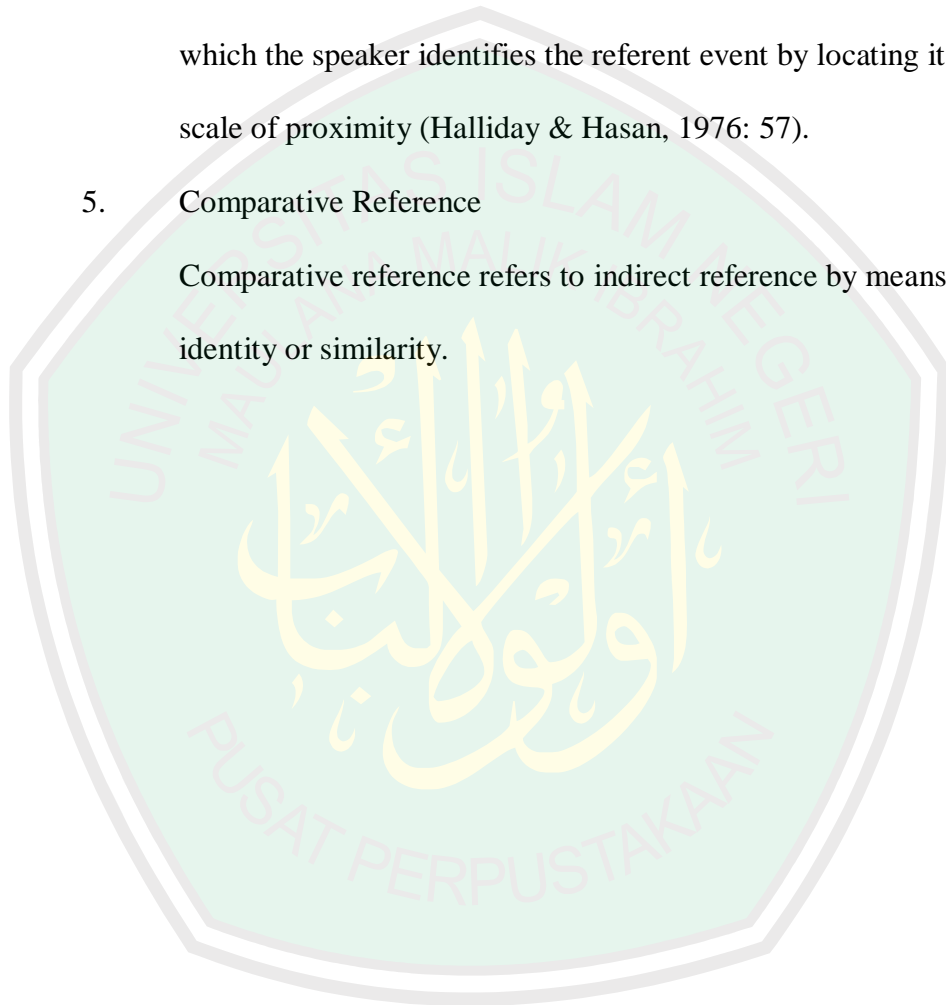 which the speaker identifies the referent event by locating it
scale of proximity (Halliday & Hasan, 1976: 57).
5. Comparative Reference
Comparative reference refers to indirect reference by means
identity or similarity.
UNIVERSITAS ISLAM NEGERI
MAULANA MALIK IBRAHIM
أولوا الألباب
PUSAT PERPUSTAKAAN